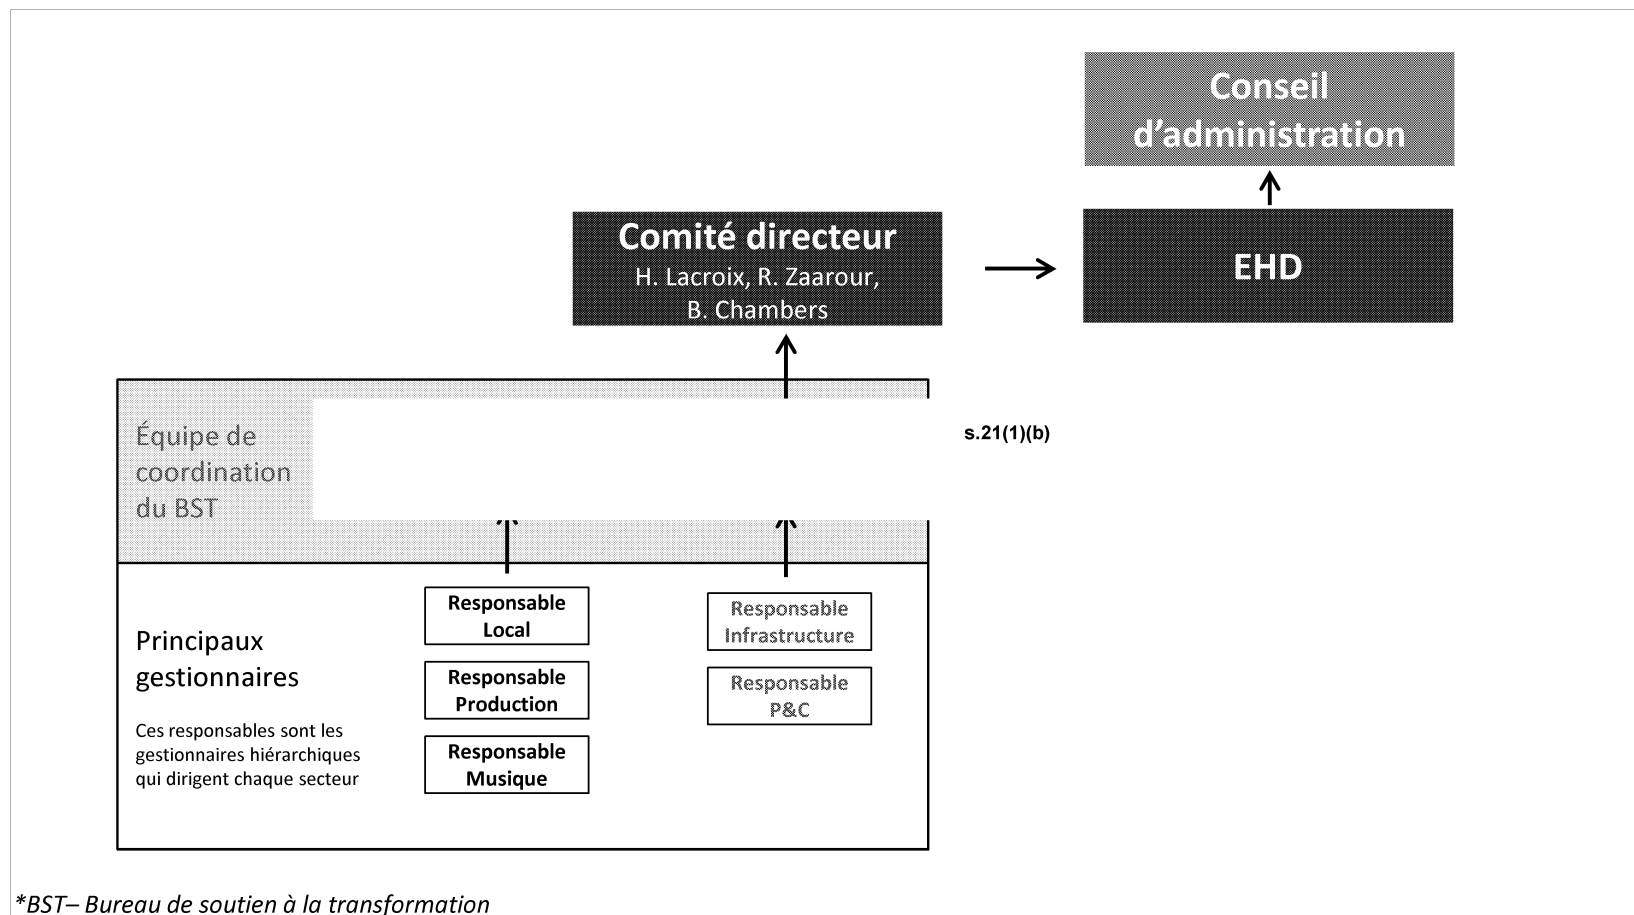 Conseil
d’administration
Comité directeur
H. Lacroix, R. Zaarour,
B. Chambers
EHD
Équipe de
coordination
du BST
s.21(1)(b)
Principaux
gestionnaires
Ces responsables sont les
gestionnaires hiérarchiques
qui dirigent chaque secteur
Responsable
Local
Responsable
Production
Responsable
Musique
Responsable
Infrastructure
Responsable
P&C
*BST– Bureau de soutien à la transformation